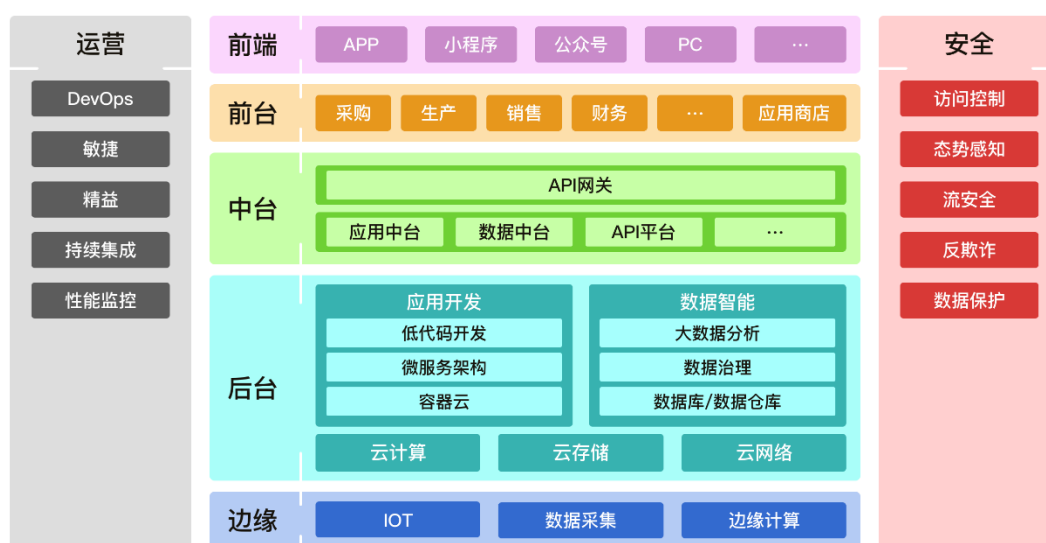 运营
DevOps
敏捷
精益
持续集成
性能监控
前端
APP
小程序
公众号
PC
…
前台
采购
生产
销售
财务
…
应用商店
中台
API网关
应用中台
数据中台
API平台
…
后台
应用开发
低代码开发
微服务架构
容器云
数据智能
大数据分析
数据治理
数据库/数据仓库
云计算
云存储
云网络
边缘
IOT
数据采集
边缘计算
安全
访问控制
态势感知
流安全
反欺诈
数据保护